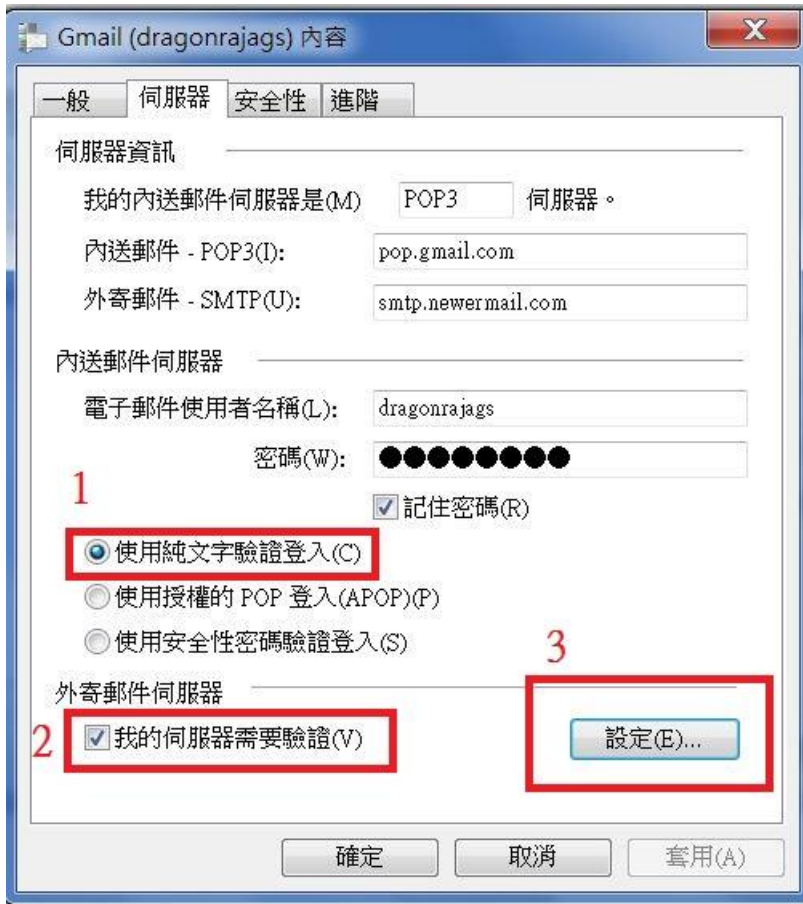 Gmail (dragonrajags) 內容
一般 伺服器 安全性 進階
伺服器資訊
我的內送郵件伺服器是(M) POP3 伺服器。
內送郵件 - POP3(I): pop.gmail.com
外寄郵件 - SMTP(U): smtp.newermail.com
內送郵件伺服器
電子郵件使用者名稱(L): dragonrajags
密碼(W): ●●●●●●●●
1
記住密碼(R)
使用純文字驗證登入(C)
使用授權的 POP 登入(APOP)(P)
使用安全性密碼驗證登入(S)
3
外寄郵件伺服器
2 我的伺服器需要驗證(V) 設定(E)...
確定 取消 套用(A)